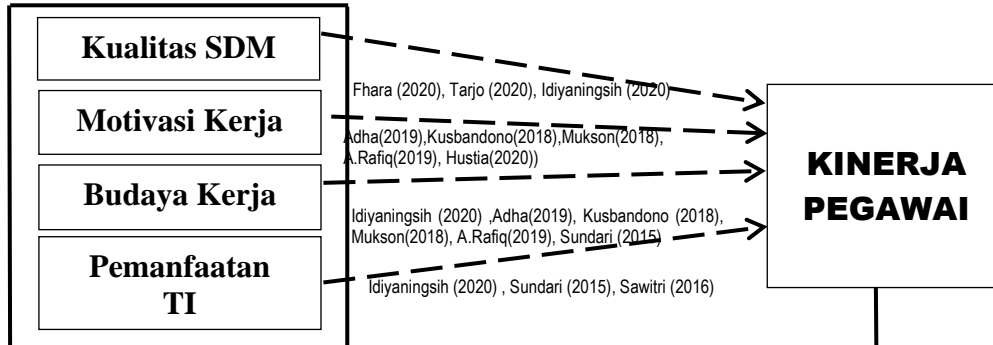 Kualitas SDM
Fhara (2020), Tarjo (2020), Idiyaningsih (2020)
Motivasi Kerja
Adha(2019),Kusbandono(2018),Mukson(2018),
A.Rafiq(2019), Hustia(2020))
Budaya Kerja
Idiyaningsih (2020) ,Adha(2019), Kusbandono (2018),
Mukson(2018), A.Rafiq(2019), Sundari (2015)
Pemanfaatan
TI
Idiyaningsih (2020) , Sundari (2015), Sawitri (2016)
KINERJA
PEGAWAI